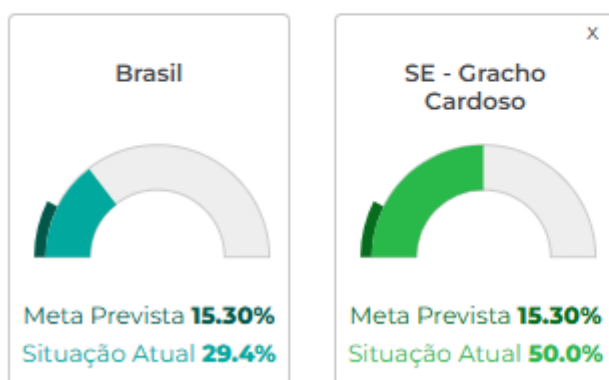 Brasil
Meta Prevista 15.30%
Situação Atual 29.4%
x
SE - Gracho
Cardoso
Meta Prevista 15.30%
Situação Atual 50.0%